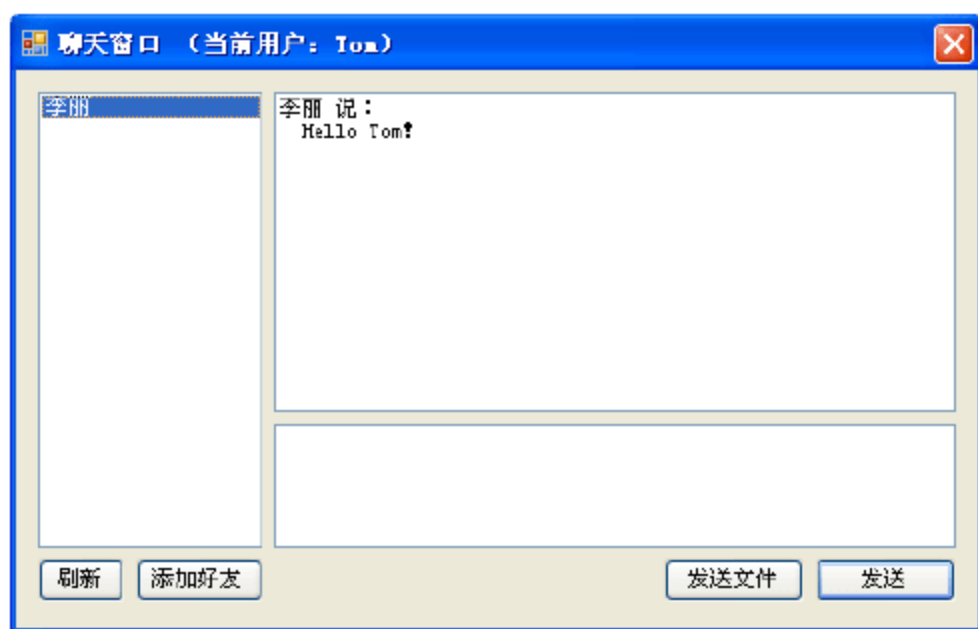 聊天窗口 （当前用户：Tom）
李丽
李丽 说：
Hello Tom!
刷新
添加好友
发送文件
发送